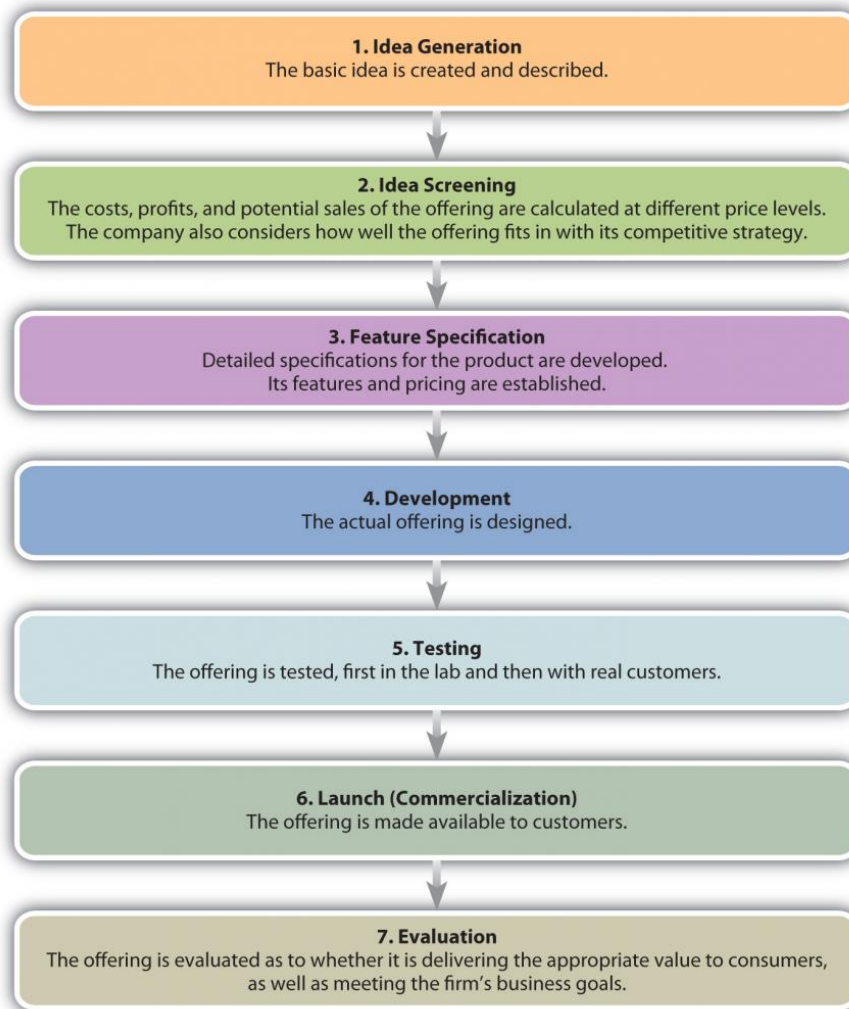 1. Idea Generation
The basic idea is created and described.
2. Idea Screening
The costs, profits, and potential sales of the offering are calculated at different price levels.
The company also considers how well the offering fits in with its competitive strategy.
3. Feature Specification
Detailed specifications for the product are developed.
Its features and pricing are established.
4. Development
The actual offering is designed.
5. Testing
The offering is tested, first in the lab and then with real customers.
6. Launch (Commercialization)
The offering is made available to customers.
7. Evaluation
The offering is evaluated as to whether it is delivering the appropriate value to consumers,
as well as meeting the firm's business goals.